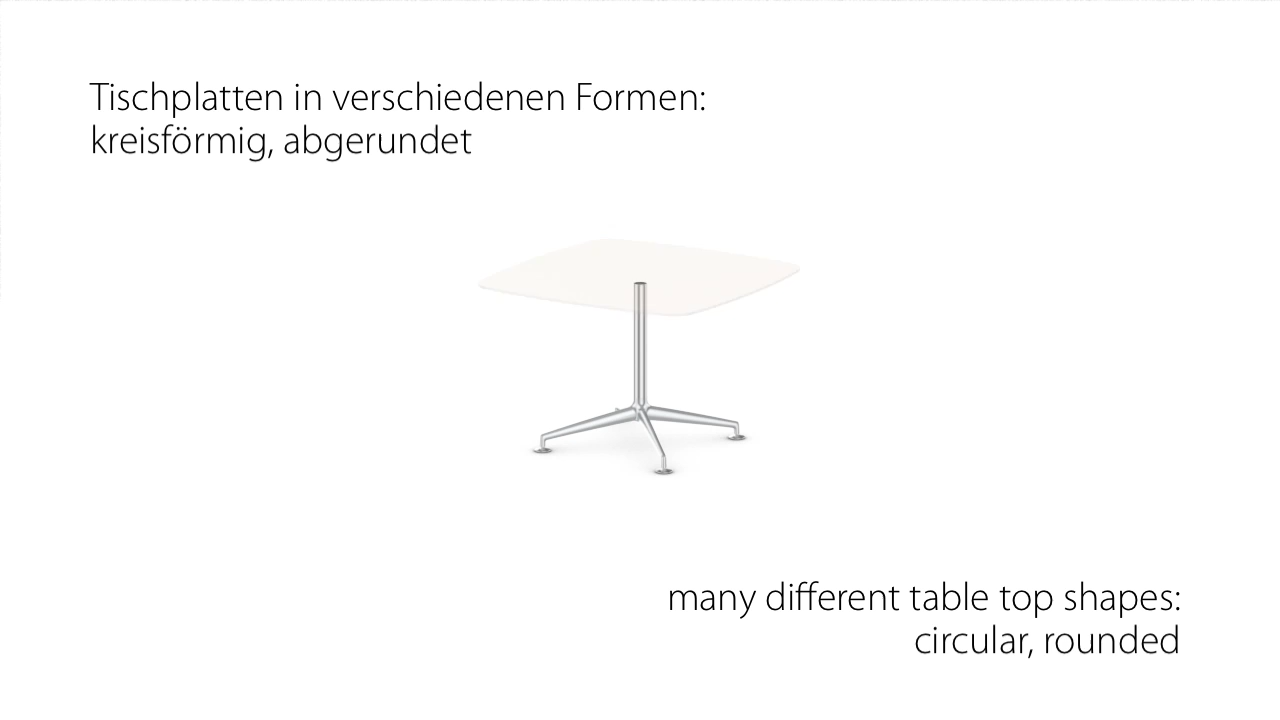 Tischplatten in verschiedenen Formen:
kreisförmig, abgerundet
many different table top shapes:
circular, rounded